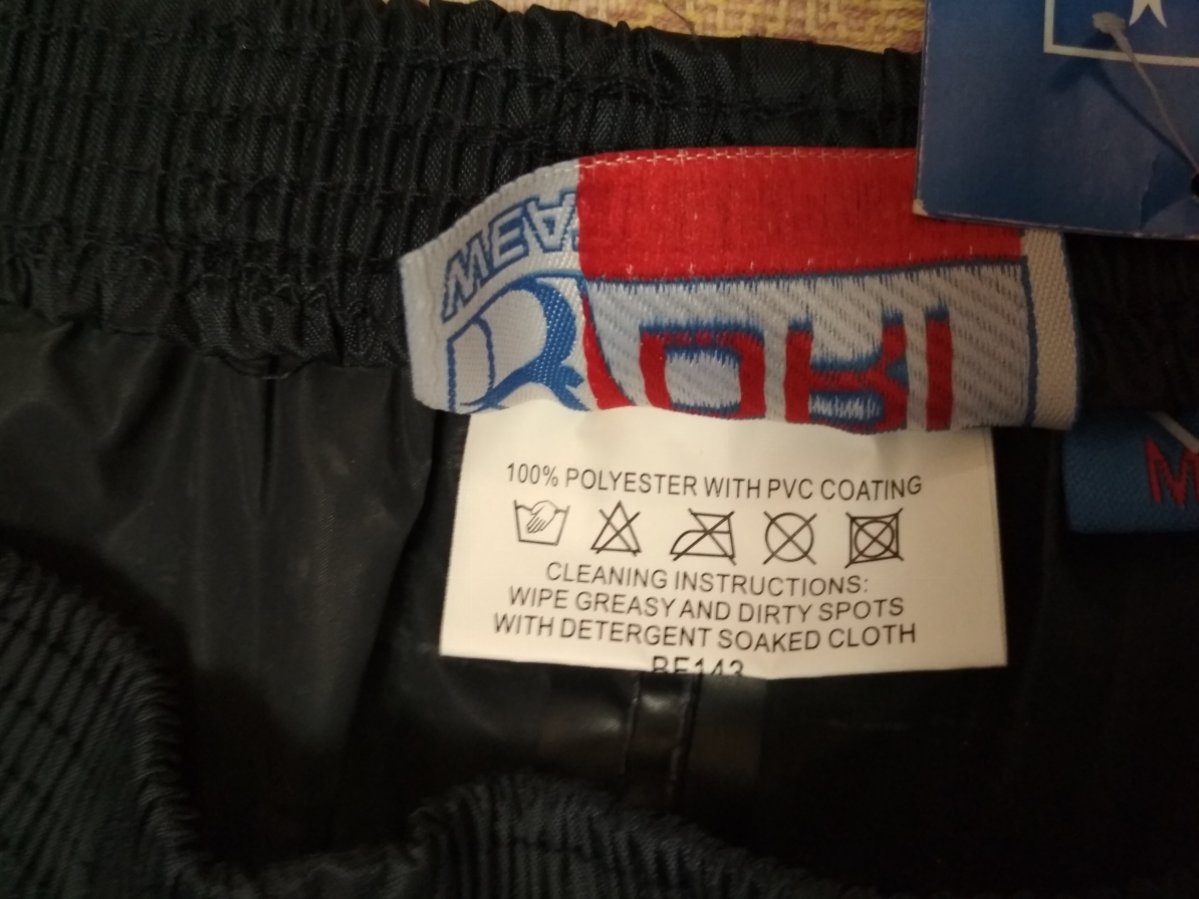 100% POLYESTER WITH PVC COATING
CLEANING INSTRUCTIONS:
WIPE GREASY AND DIRTY SPOTS
WITH DETERGENT SOAKED CLOTH
M